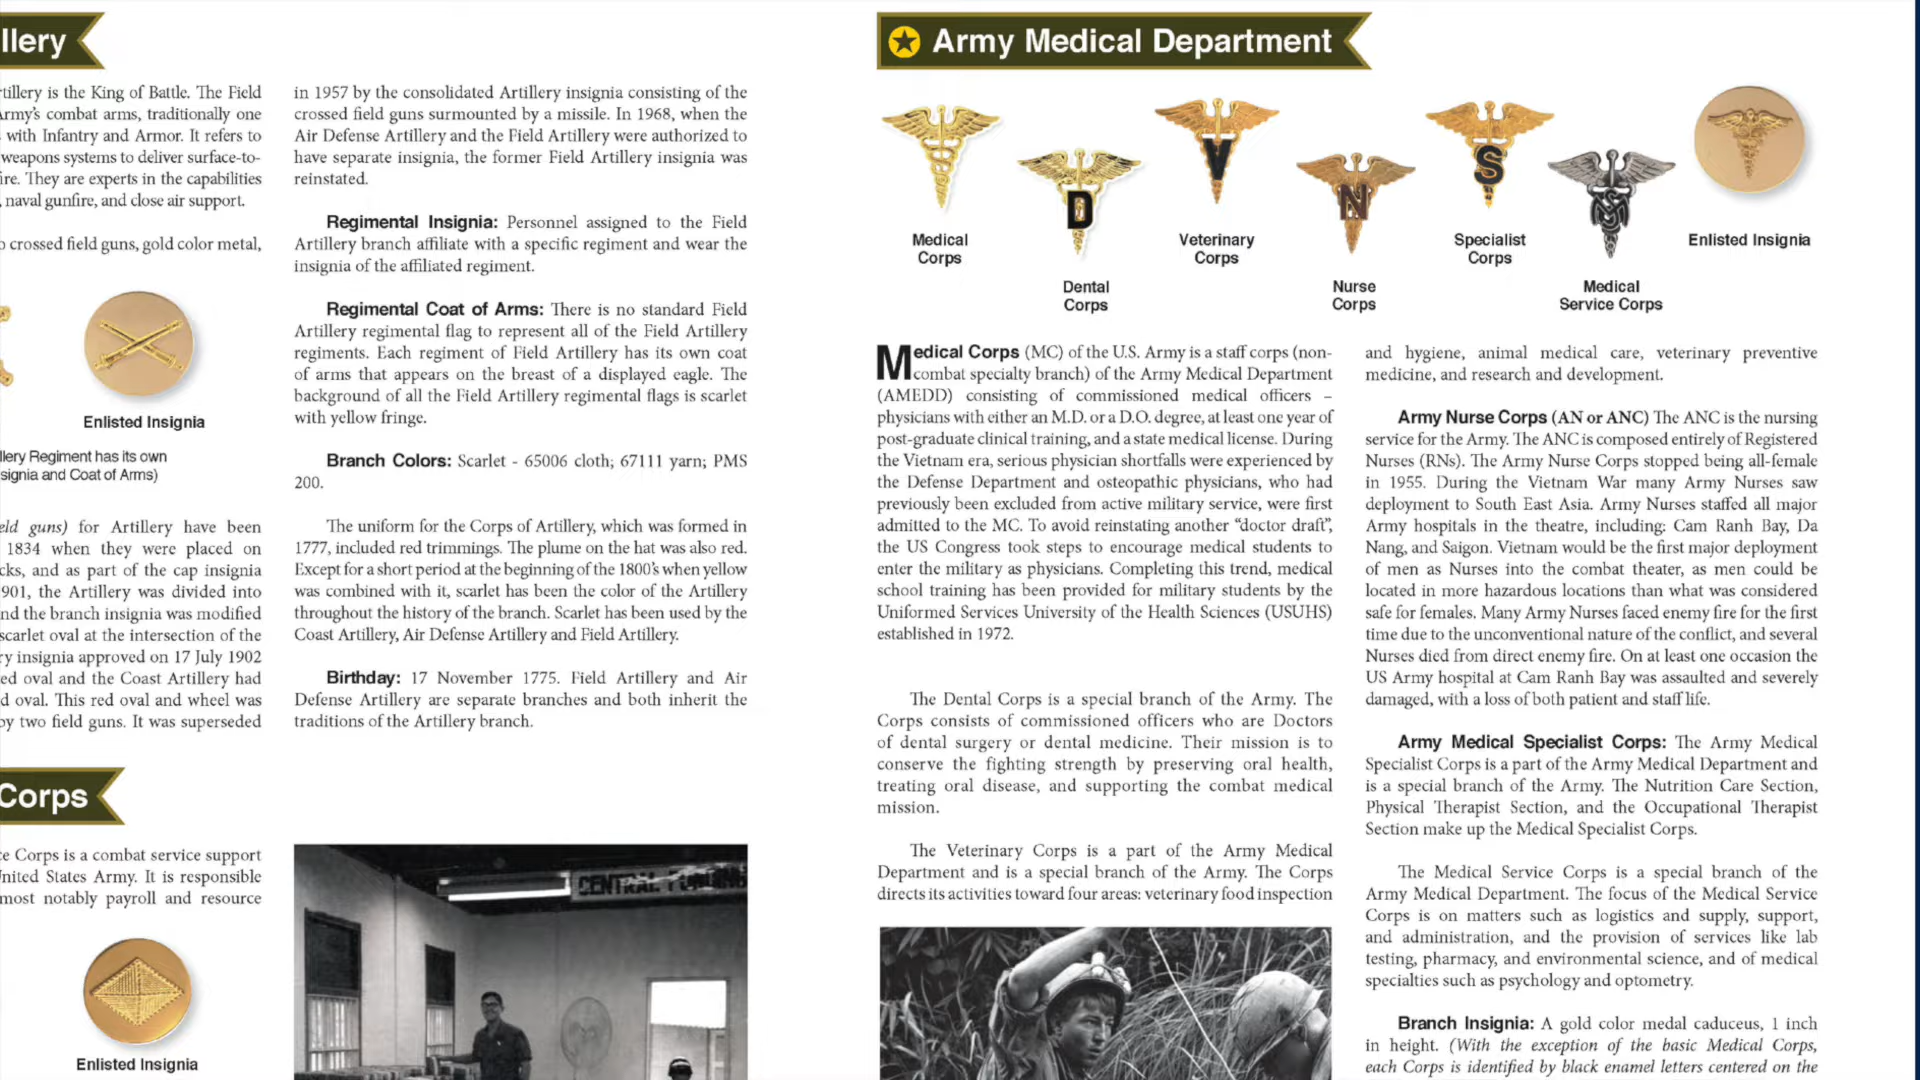 llery
tillery is the King of Battle. The Field
Army's combat arms, traditionally one
with Infantry and Armor. It refers to
weapons systems to deliver surface-to-
ire. They are experts in the capabilities
, naval gunfire, and close air support.
crossed field guns, gold color metal,
Enlisted Insignia
llery Regiment has its own
signia and Coat of Arms)
eld guns) for Artillery have been
1834 when they were placed on
cks, and as part of the cap insignia
901, the Artillery was divided into
nd the branch insignia was modified
scarlet oval at the intersection of the
ry insignia approved on 17 July 1902
ed oval and the Coast Artillery had
d oval. This red oval and wheel was
by two field guns. It was superseded
in 1957 by the consolidated Artillery insignia consisting of the
crossed field guns surmounted by a missile. In 1968, when the
Air Defense Artillery and the Field Artillery were authorized to
have separate insignia, the former Field Artillery insignia was
reinstated.
Regimental Insignia: Personnel assigned to the Field
Artillery branch affiliate with a specific regiment and wear the
insignia of the affiliated regiment.
Regimental Coat of Arms: There is no standard Field
Artillery regimental flag to represent all of the Field Artillery
regiments. Each regiment of Field Artillery has its own coat
of arms that appears on the breast of a displayed eagle. The
background of all the Field Artillery regimental flags is scarlet
with yellow fringe.
Branch Colors: Scarlet - 65006 cloth; 67111 yarn; PMS
200.
The uniform for the Corps of Artillery, which was formed in
1777, included red trimmings. The plume on the hat was also red.
Except for a short period at the beginning of the 1800's when yellow
was combined with it, scarlet has been the color of the Artillery
throughout the history of the branch. Scarlet has been used by the
Coast Artillery, Air Defense Artillery and Field Artillery.
Birthday: 17 November 1775. Field Artillery and Air
Defense Artillery are separate branches and both inherit the
traditions of the Artillery branch.
Corps
ce Corps is a combat service support
United States Army. It is responsible
most notably payroll and resource
Enlisted Insignia
CENTRAL FUNDING
Army Medical Department
Medical
Corps
Dental
Corps
D
Veterinary
Corps
V
Nurse
Corps
N
Specialist
Corps
S
Medical
Service Corps
MS
Enlisted Insignia
Medical Corps (MC) of the U.S. Army is a staff corps (non-
combat specialty branch) of the Army Medical Department
(AMEDD) consisting of commissioned medical officers –
physicians with either an M.D. or a D.O. degree, at least one year of
post-graduate clinical training, and a state medical license. During
the Vietnam era, serious physician shortfalls were experienced by
the Defense Department and osteopathic physicians, who had
previously been excluded from active military service, were first
admitted to the MC. To avoid reinstating another “doctor draft”,
the US Congress took steps to encourage medical students to
enter the military as physicians. Completing this trend, medical
school training has been provided for military students by the
Uniformed Services University of the Health Sciences (USUHS)
established in 1972.
The Dental Corps is a special branch of the Army. The
Corps consists of commissioned officers who are Doctors
of dental surgery or dental medicine. Their mission is to
conserve the fighting strength by preserving oral health,
treating oral disease, and supporting the combat medical
mission.
The Veterinary Corps is a part of the Army Medical
Department and is a special branch of the Army. The Corps
directs its activities toward four areas: veterinary food inspection
and hygiene, animal medical care, veterinary preventive
medicine, and research and development.
Army Nurse Corps (AN or ANC) The ANC is the nursing
service for the Army. The ANC is composed entirely of Registered
Nurses (RNs). The Army Nurse Corps stopped being all-female
in 1955. During the Vietnam War many Army Nurses saw
deployment to South East Asia. Army Nurses staffed all major
Army hospitals in the theatre, including: Cam Ranh Bay, Da
Nang, and Saigon. Vietnam would be the first major deployment
of men as Nurses into the combat theater, as men could be
located in more hazardous locations than what was considered
safe for females. Many Army Nurses faced enemy fire for the first
time due to the unconventional nature of the conflict, and several
Nurses died from direct enemy fire. On at least one occasion the
US Army hospital at Cam Ranh Bay was assaulted and severely
damaged, with a loss of both patient and staff life.
Army Medical Specialist Corps: The Army Medical
Specialist Corps is a part of the Army Medical Department and
is a special branch of the Army. The Nutrition Care Section,
Physical Therapist Section, and the Occupational Therapist
Section make up the Medical Specialist Corps.
The Medical Service Corps is a special branch of the
Army Medical Department. The focus of the Medical Service
Corps is on matters such as logistics and supply, support,
and administration, and the provision of services like lab
testing, pharmacy, and environmental science, and of medical
specialties such as psychology and optometry.
Branch Insignia: A gold color medal caduceus, 1 inch
in height. (With the exception of the basic Medical Corps,
each Corps is identified by black enamel letters centered on the